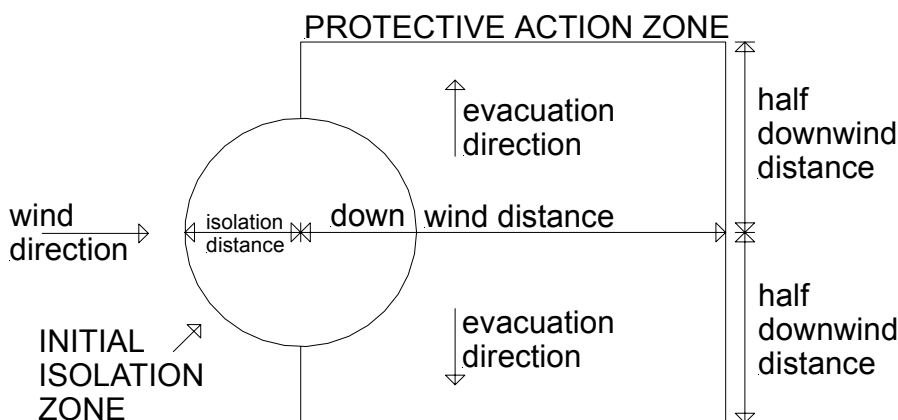 PROTECTIVE ACTION ZONE
evacuation
direction
half
downwind
distance
wind
direction
isolation
distance
down wind distance
evacuation
direction
half
downwind
distance
INITIAL
ISOLATION
ZONE